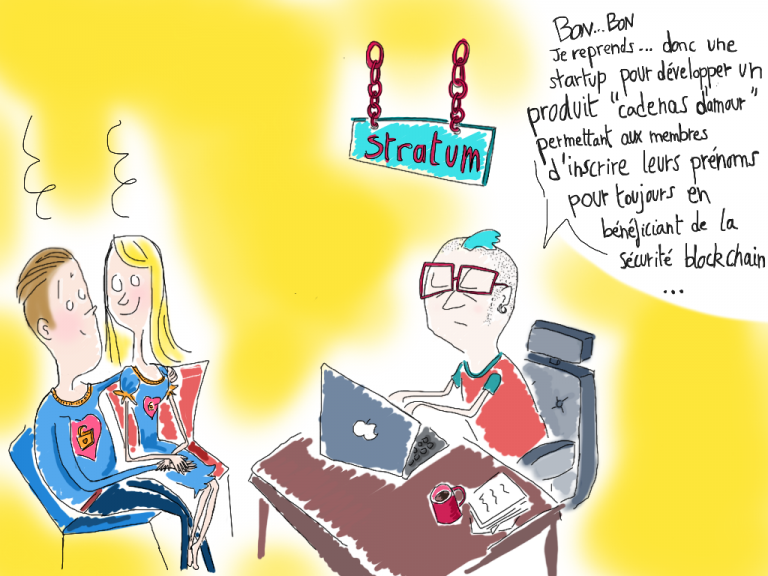 Bon...Bon
Je reprends... donc une
startup pour développer un
produit "cadenas d'amour"
permettant aux membres
d'inscrire leurs prénoms
pour toujours en
bénéficiant de la
sécurité blockchain
...
Stratum